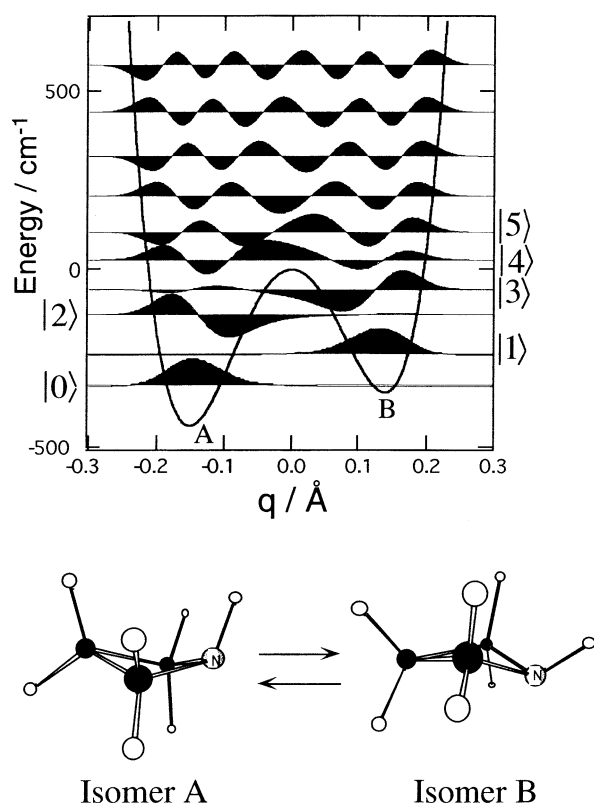 Energy / cm-1
500
0
-500
|5⟩
|4⟩
|3⟩
|2⟩
|1⟩
|0⟩
A
B
-0.3 -0.2 -0.1 0.0 0.1 0.2 0.3
q / Å
N
N
Isomer A Isomer B